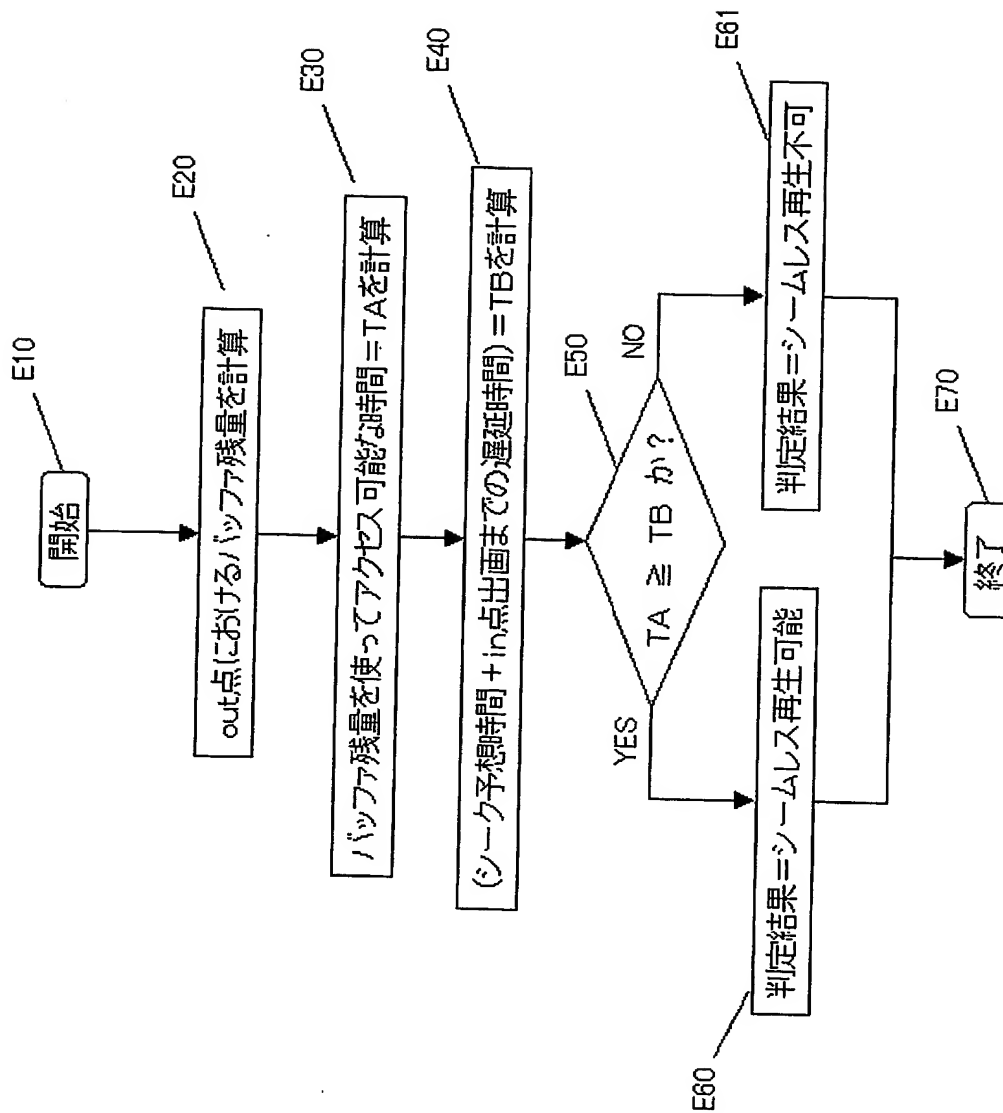 開始
E10
out点におけるバッファ残量を計算
E20
バッファ残量を使ってアクセス可能な時間=TAを計算
E30
(シーク予想時間+in点出画までの遅延時間)=TBを計算
E40
TA ≧ TB か?
E50
YES
NO
判定結果=シームレス再生可能
E60
判定結果=シームレス再生不可
E61
終了
E70